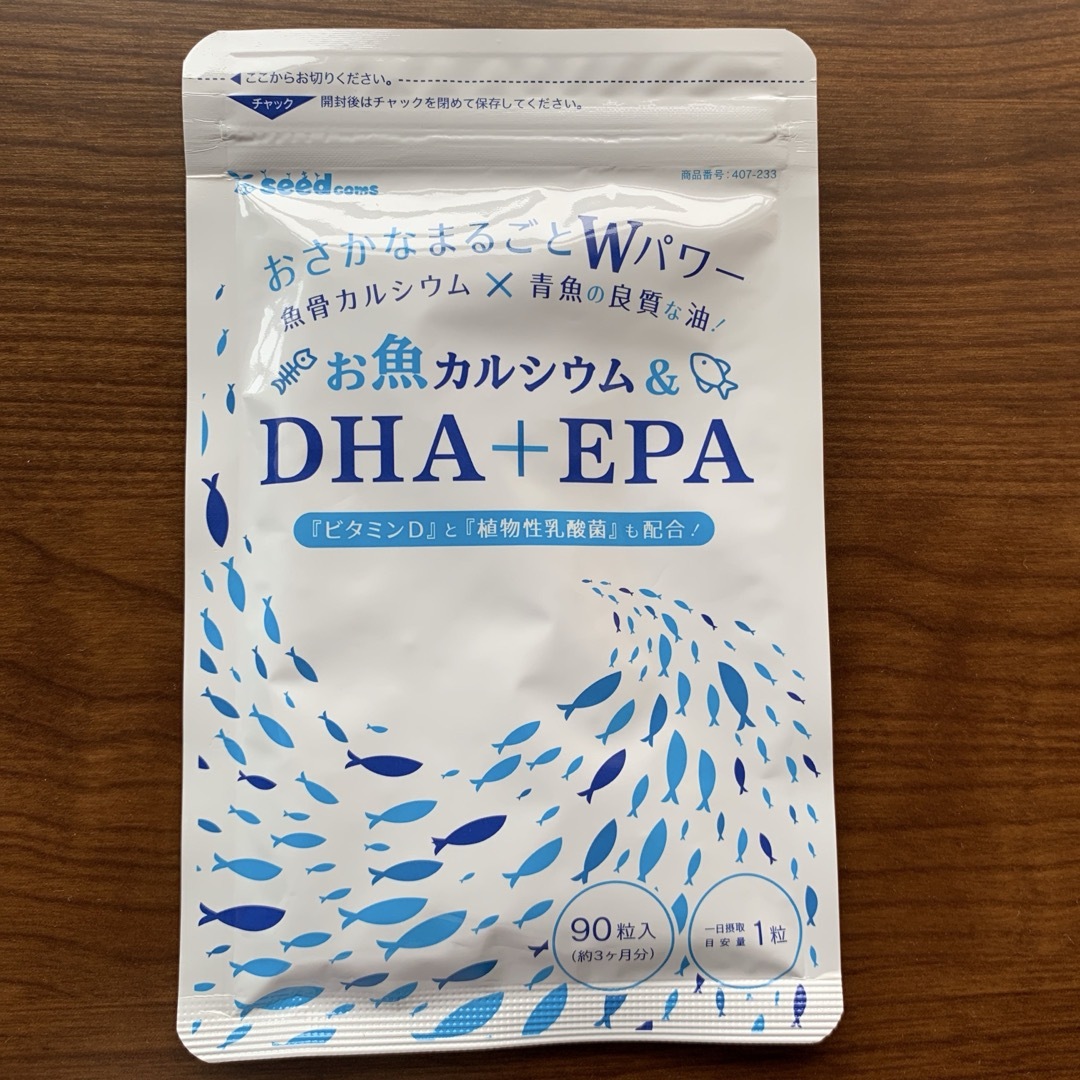 ここからお切りください。
チャック 開封後はチャックを閉めて保存してください。
seedcoms
商品番号:407-233
おさかなまるごとWパワー
魚骨カルシウム×青魚の良質な油!
お魚カルシウム&
DHA+EPA
『ビタミンD』と『植物性乳酸菌』も配合!
90粒入
(約3ヶ月分)
一日摂取
目安量 1粒